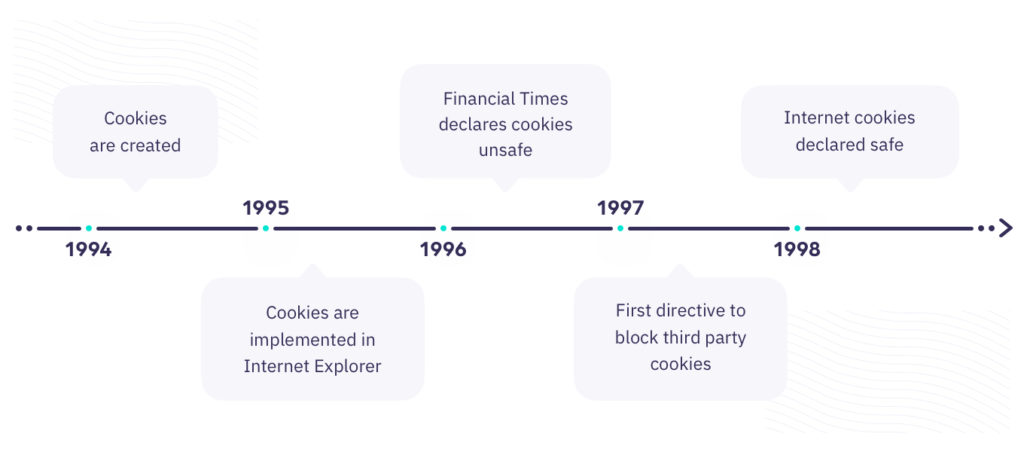 Cookies
are created
Financial Times
declares cookies
unsafe
Internet cookies
declared safe
1995
1997
1994
1996
1998
Cookies are
implemented in
Internet Explorer
First directive to
block third party
cookies